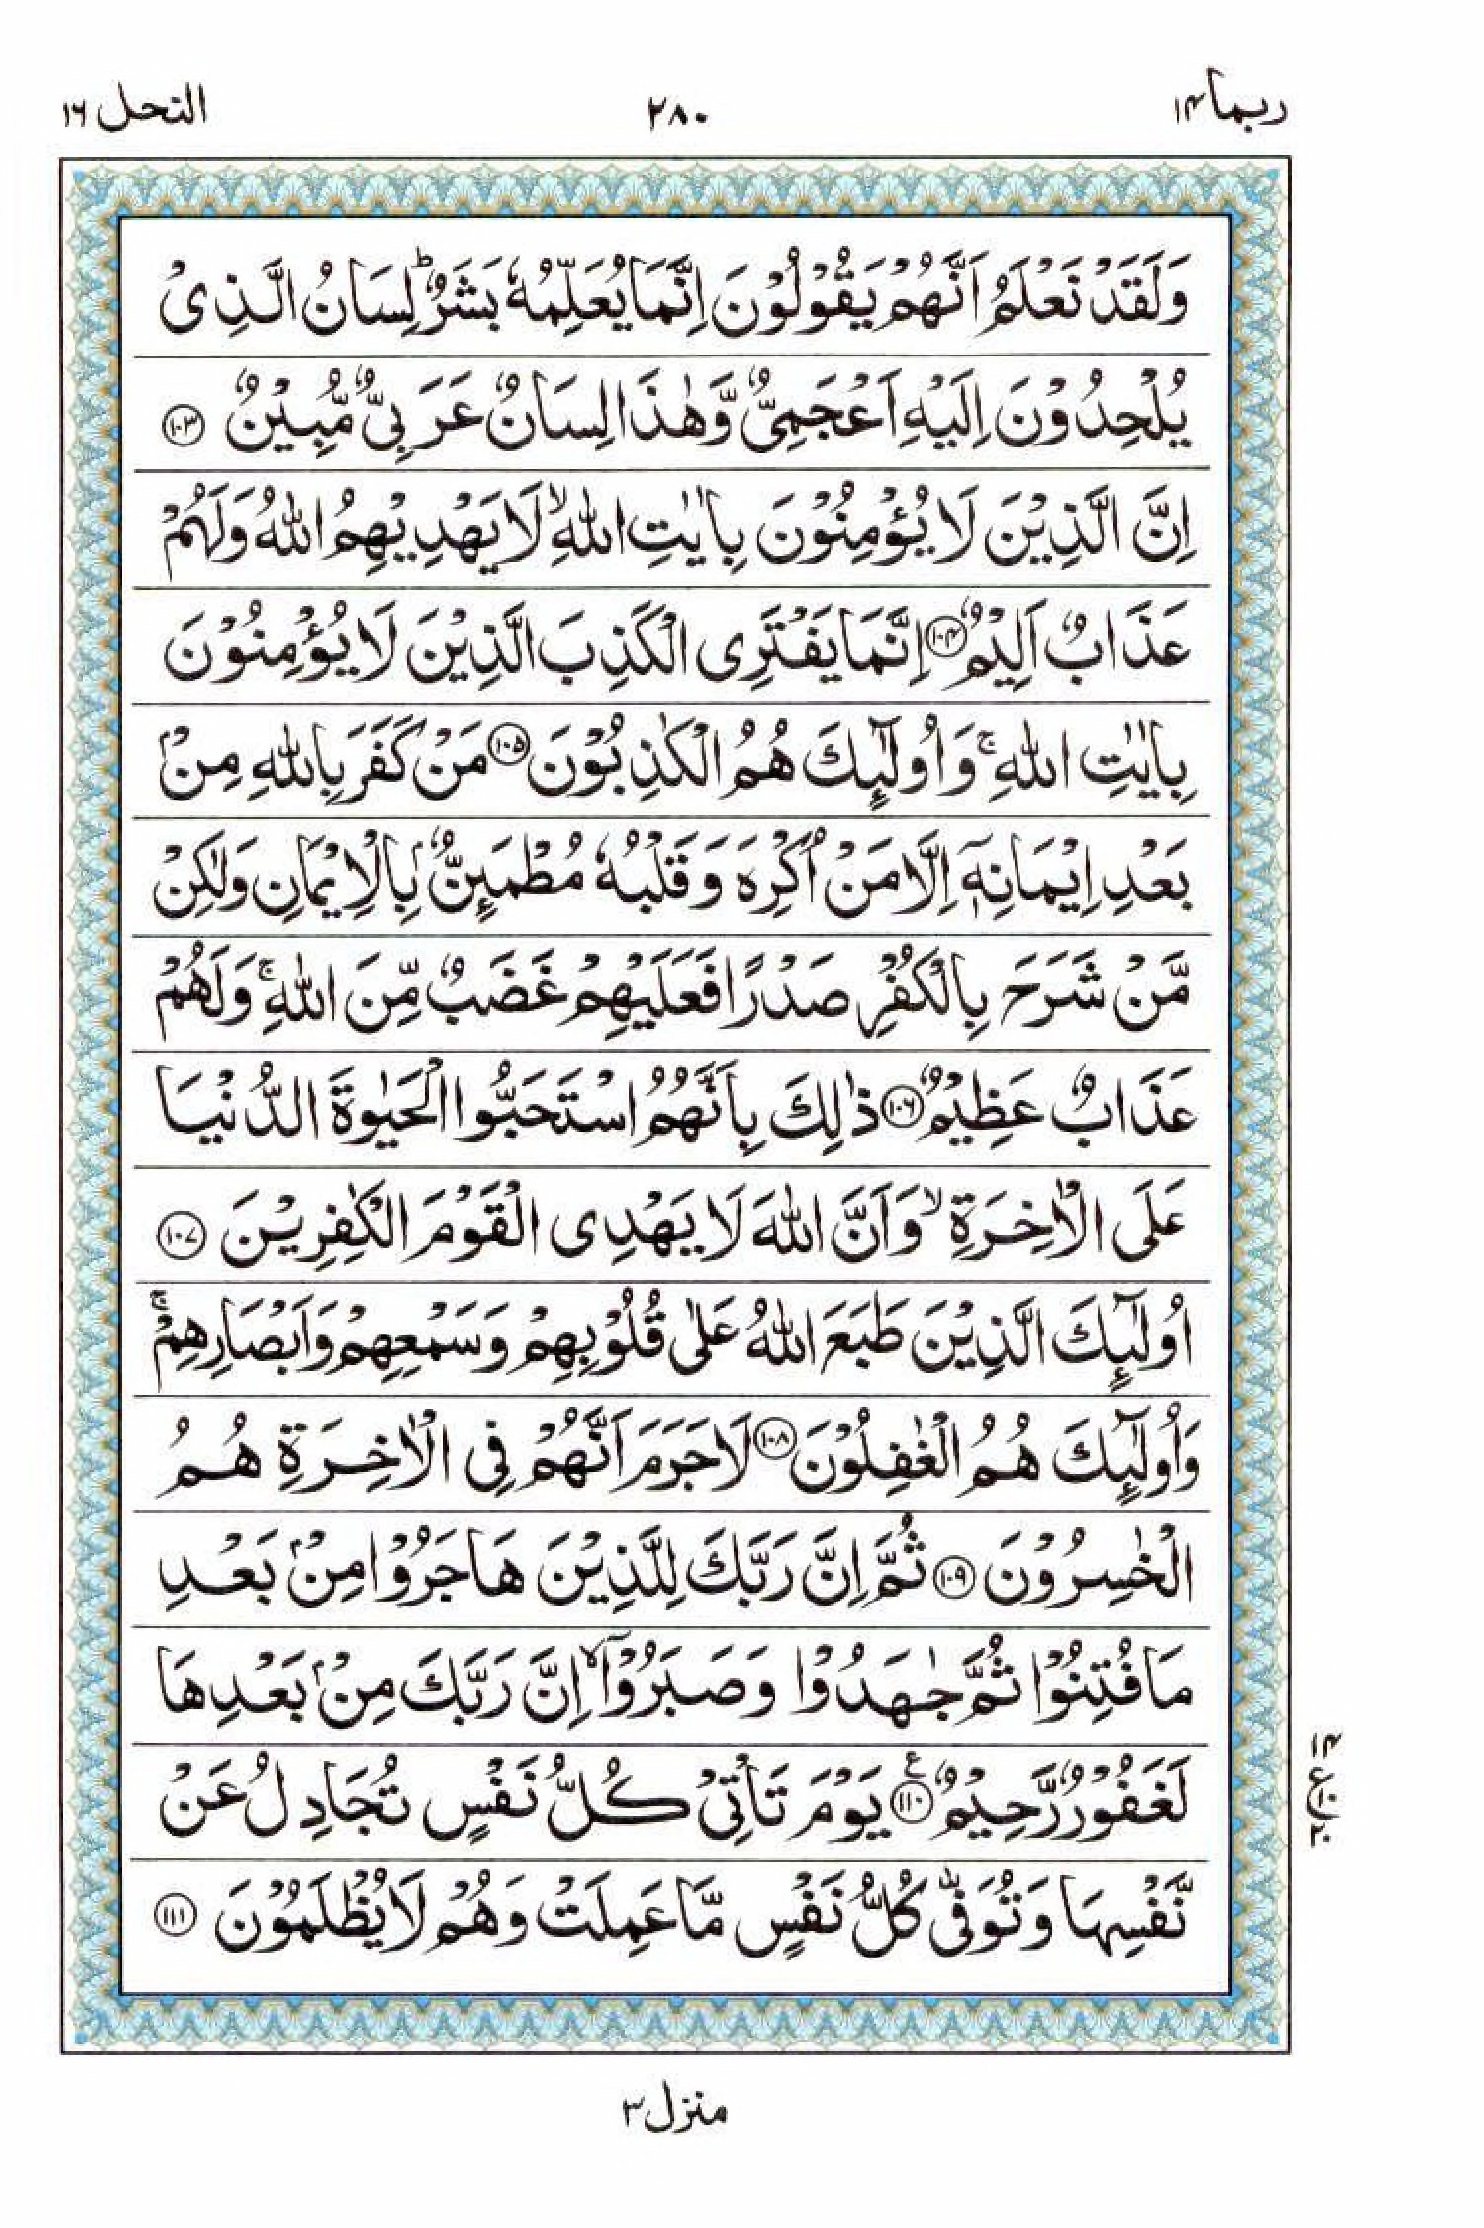 ربما ١٤
٢٨٠
النحل ١٦
وَلَقَدْ نَعْلَمُ اَنَّهُمْ يَقُوْلُوْنَ اِنَّمَا يُعَلِّمُهٗ بَشَرٌ ؕ لِسَانُ الَّذِىْ
يُلْحِدُوْنَ اِلَيْهِ اَعْجَمِىٌّ وَّهٰذَا لِسَانٌ عَرَبِىٌّ مُّبِيْنٌ ﴿١٠٣﴾
اِنَّ الَّذِيْنَ لَا يُؤْمِنُوْنَ بِاٰيٰتِ اللّٰهِ ۙ لَا يَهْدِيْهِمُ اللّٰهُ وَلَهُمْ
عَذَابٌ اَلِيْمٌ ﴿١٠٤﴾ اِنَّمَا يَفْتَرِى الْكَذِبَ الَّذِيْنَ لَا يُؤْمِنُوْنَ
بِاٰيٰتِ اللّٰهِ ۚ وَاُولٰٓئِكَ هُمُ الْكٰذِبُوْنَ ﴿١٠٥﴾ مَنْ كَفَرَ بِاللّٰهِ مِنْۢ
بَعْدِ اِيْمَانِهٖۤ اِلَّا مَنْ اُكْرِهَ وَقَلْبُهٗ مُطْمَئِنٌّۢ بِالْاِيْمَانِ وَلٰكِنْ
مَّنْ شَرَحَ بِالْكُفْرِ صَدْرًا فَعَلَيْهِمْ غَضَبٌ مِّنَ اللّٰهِ ۚ وَلَهُمْ
عَذَابٌ عَظِيْمٌ ﴿١٠٦﴾ ذٰلِكَ بِاَنَّهُمُ اسْتَحَبُّوا الْحَيٰوةَ الدُّنْيَا
عَلَى الْاٰخِرَةِ ۙ وَاَنَّ اللّٰهَ لَا يَهْدِى الْقَوْمَ الْكٰفِرِيْنَ ﴿١٠٧﴾
اُولٰٓئِكَ الَّذِيْنَ طَبَعَ اللّٰهُ عَلٰى قُلُوْبِهِمْ وَسَمْعِهِمْ وَاَبْصَارِهِمْ ۚ
وَاُولٰٓئِكَ هُمُ الْغٰفِلُوْنَ ﴿١٠٨﴾ لَا جَرَمَ اَنَّهُمْ فِى الْاٰخِرَةِ هُمُ
الْخٰسِرُوْنَ ﴿١٠٩﴾ ثُمَّ اِنَّ رَبَّكَ لِلَّذِيْنَ هَاجَرُوْا مِنْۢ بَعْدِ
مَا فُتِنُوْا ثُمَّ جٰهَدُوْا وَصَبَرُوْۤا ۙ اِنَّ رَبَّكَ مِنْۢ بَعْدِهَا
لَغَفُوْرٌ رَّحِيْمٌ ﴿١١٠﴾ ع يَوْمَ تَاْتِىْ كُلُّ نَفْسٍ تُجَادِلُ عَنْ
نَّفْسِهَا وَتُوَفّٰى كُلُّ نَفْسٍ مَّا عَمِلَتْ وَهُمْ لَا يُظْلَمُوْنَ ﴿١١١﴾
١٤
ع ١٠
٢٠
منزل ٣